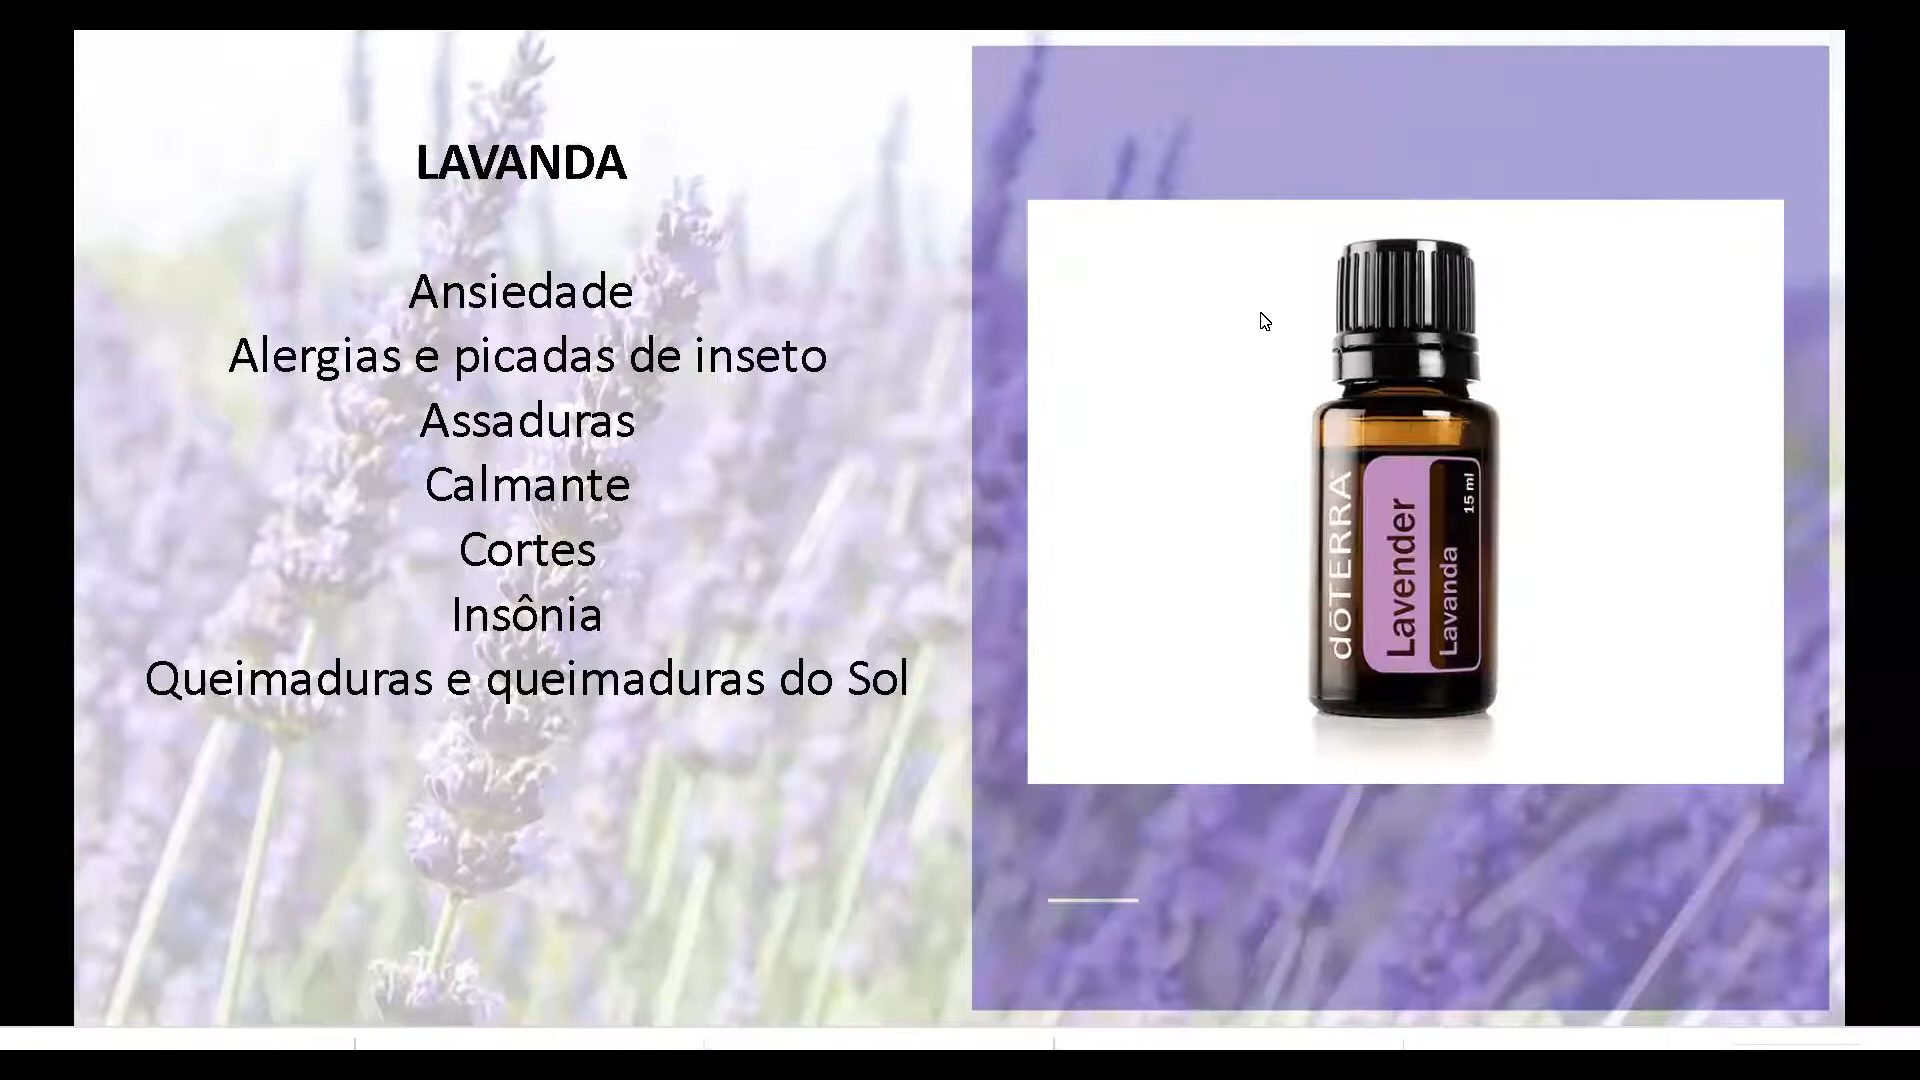 LAVANDA
Ansiedade
Alergias e picadas de inseto
Assaduras
Calmante
Cortes
Insônia
Queimaduras e queimaduras do Sol
dōTERRA
Lavender
Lavanda
15 ml